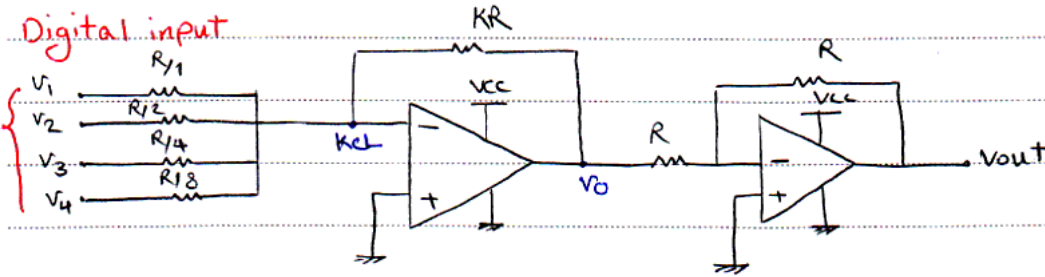 Digital input
KR
R
R/1
V1
VCC
VCC
R/2
V2
R
KCL
R/4
V3
Vout
Vo
R/8
V4